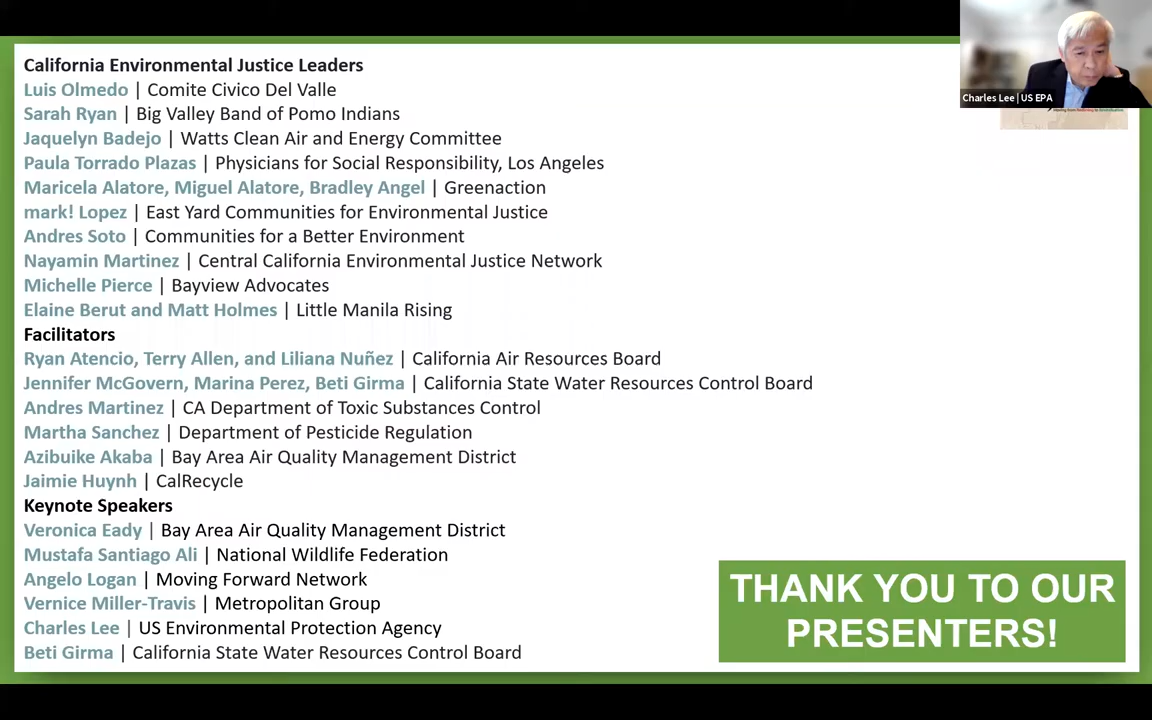 California Environmental Justice Leaders
Luis Olmedo | Comite Civico Del Valle
Sarah Ryan | Big Valley Band of Pomo Indians
Jaquelyn Badejo | Watts Clean Air and Energy Committee
Paula Torrado Plazas | Physicians for Social Responsibility, Los Angeles
Maricela Alatore, Miguel Alatore, Bradley Angel | Greenaction
mark! Lopez | East Yard Communities for Environmental Justice
Andres Soto | Communities for a Better Environment
Nayamin Martinez | Central California Environmental Justice Network
Michelle Pierce | Bayview Advocates
Elaine Berut and Matt Holmes | Little Manila Rising
Facilitators
Ryan Atencio, Terry Allen, and Liliana Nuñez | California Air Resources Board
Jennifer McGovern, Marina Perez, Beti Girma | California State Water Resources Control Board
Andres Martinez | CA Department of Toxic Substances Control
Martha Sanchez | Department of Pesticide Regulation
Azibuike Akaba | Bay Area Air Quality Management District
Jaimie Huynh | CalRecycle
Keynote Speakers
Veronica Eady | Bay Area Air Quality Management District
Mustafa Santiago Ali | National Wildlife Federation
Angelo Logan | Moving Forward Network
Vernice Miller-Travis | Metropolitan Group
Charles Lee | US Environmental Protection Agency
Beti Girma | California State Water Resources Control Board
Charles Lee | US EPA
THANK YOU TO OUR
PRESENTERS!